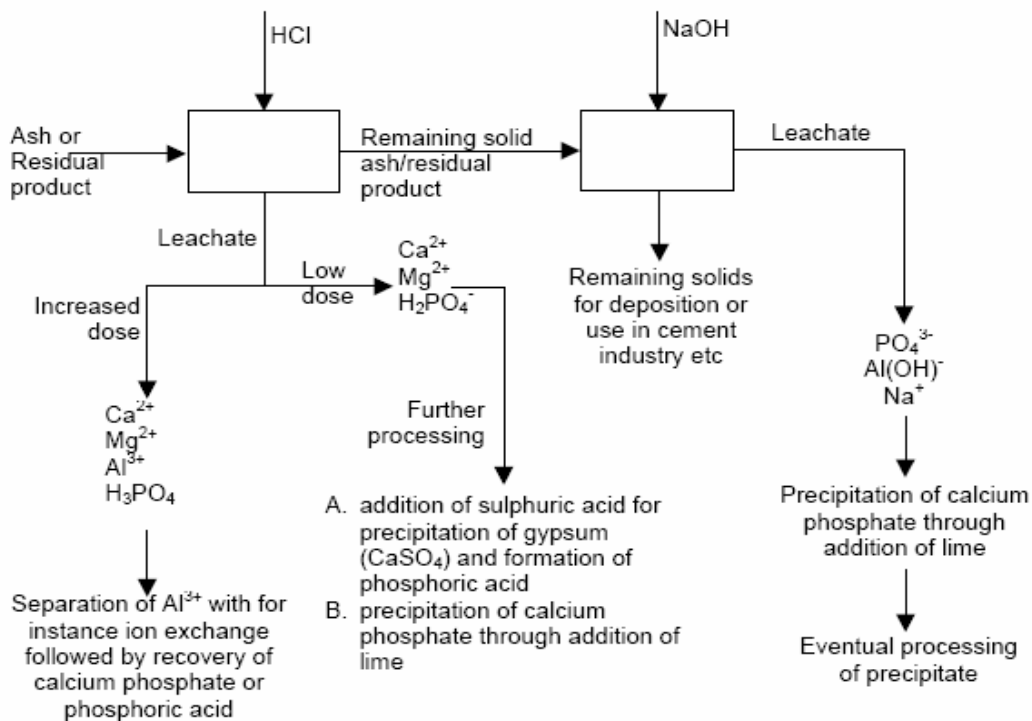 HCl
NaOH
Ash or
Residual
product
Remaining solid
ash/residual
product
Leachate
Leachate
Low
dose
Ca²⁺
Mg²⁺
H₂PO₄⁻
Increased
dose
Remaining solids
for deposition or
use in cement
industry etc
PO₄³⁻
Al(OH)⁻
Na⁺
Ca²⁺
Mg²⁺
Al³⁺
H₃PO₄
Further
processing
A. addition of sulphuric acid for
precipitation of gypsum
(CaSO₄) and formation of
phosphoric acid
B. precipitation of calcium
phosphate through addition of
lime
Precipitation of calcium
phosphate through
addition of lime
Separation of Al³⁺ with for
instance ion exchange
followed by recovery of
calcium phosphate or
phosphoric acid
Eventual processing
of precipitate